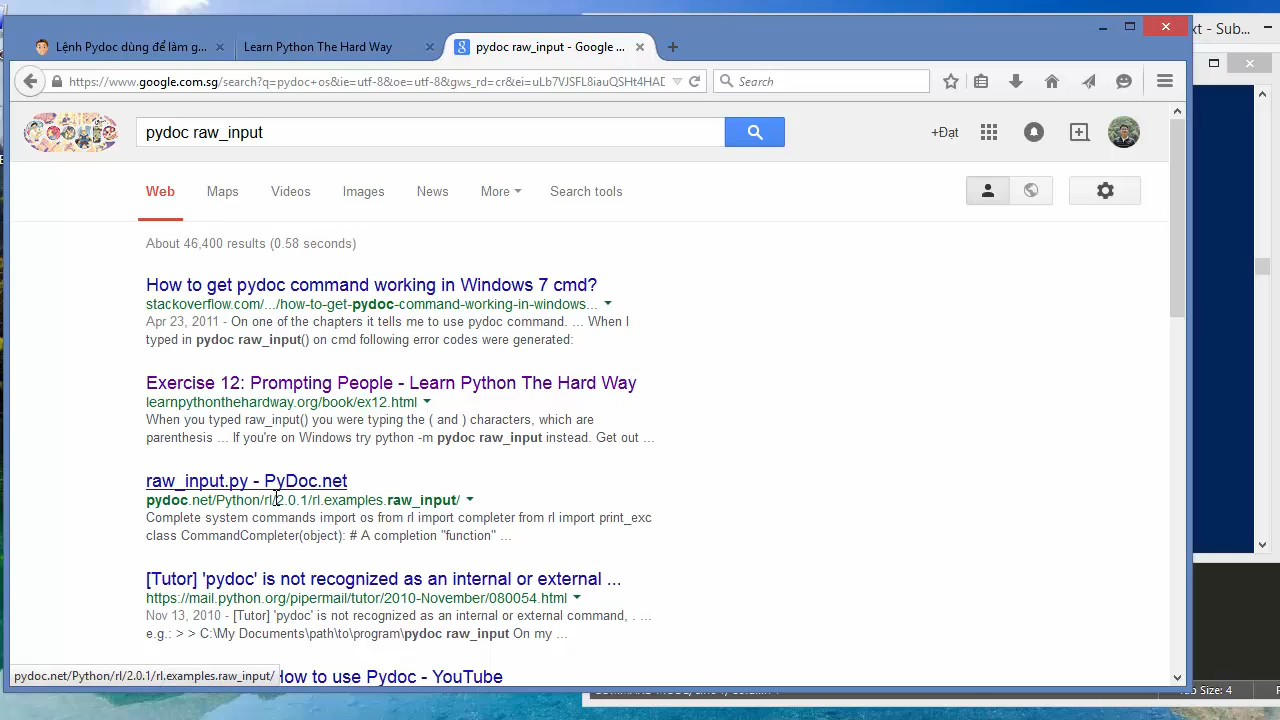 xt - Sub...
Lệnh Pydoc dùng để làm g...
Learn Python The Hard Way
pydoc raw_input - Google ...
https://www.google.com.sg/search?q=pydoc+os&ie=utf-8&oe=utf-8&gws_rd=cr&ei=uLb7VJSFL8iauQSHt4HAD
Search
pydoc raw_input
+Đạt
Web
Maps
Videos
Images
News
More
Search tools
About 46,400 results (0.58 seconds)
How to get pydoc command working in Windows 7 cmd?
stackoverflow.com/.../how-to-get-pydoc-command-working-in-windows...
Apr 23, 2011 - On one of the chapters it tells me to use pydoc command. ... When I
typed in pydoc raw_input() on cmd following error codes were generated:
Exercise 12: Prompting People - Learn Python The Hard Way
learnpythonthehardway.org/book/ex12.html
When you typed raw_input() you were typing the ( and ) characters, which are
parenthesis ... If you're on Windows try python -m pydoc raw_input instead. Get out ...
raw_input.py - PyDoc.net
pydoc.net/Python/rl/2.0.1/rl.examples.raw_input/
Complete system commands import os from rl import completer from rl import print_exc
class CommandCompleter(object): # A completion "function" ...
[Tutor] 'pydoc' is not recognized as an internal or external ...
https://mail.python.org/pipermail/tutor/2010-November/080054.html
Nov 13, 2010 - [Tutor] 'pydoc' is not recognized as an internal or external command, . ...
e.g.: > > C:\My Documents\path\to\program\pydoc raw_input On my ...
How to use Pydoc - YouTube
pydoc.net/Python/rl/2.0.1/rl.examples.raw_input/
Tab Size: 4